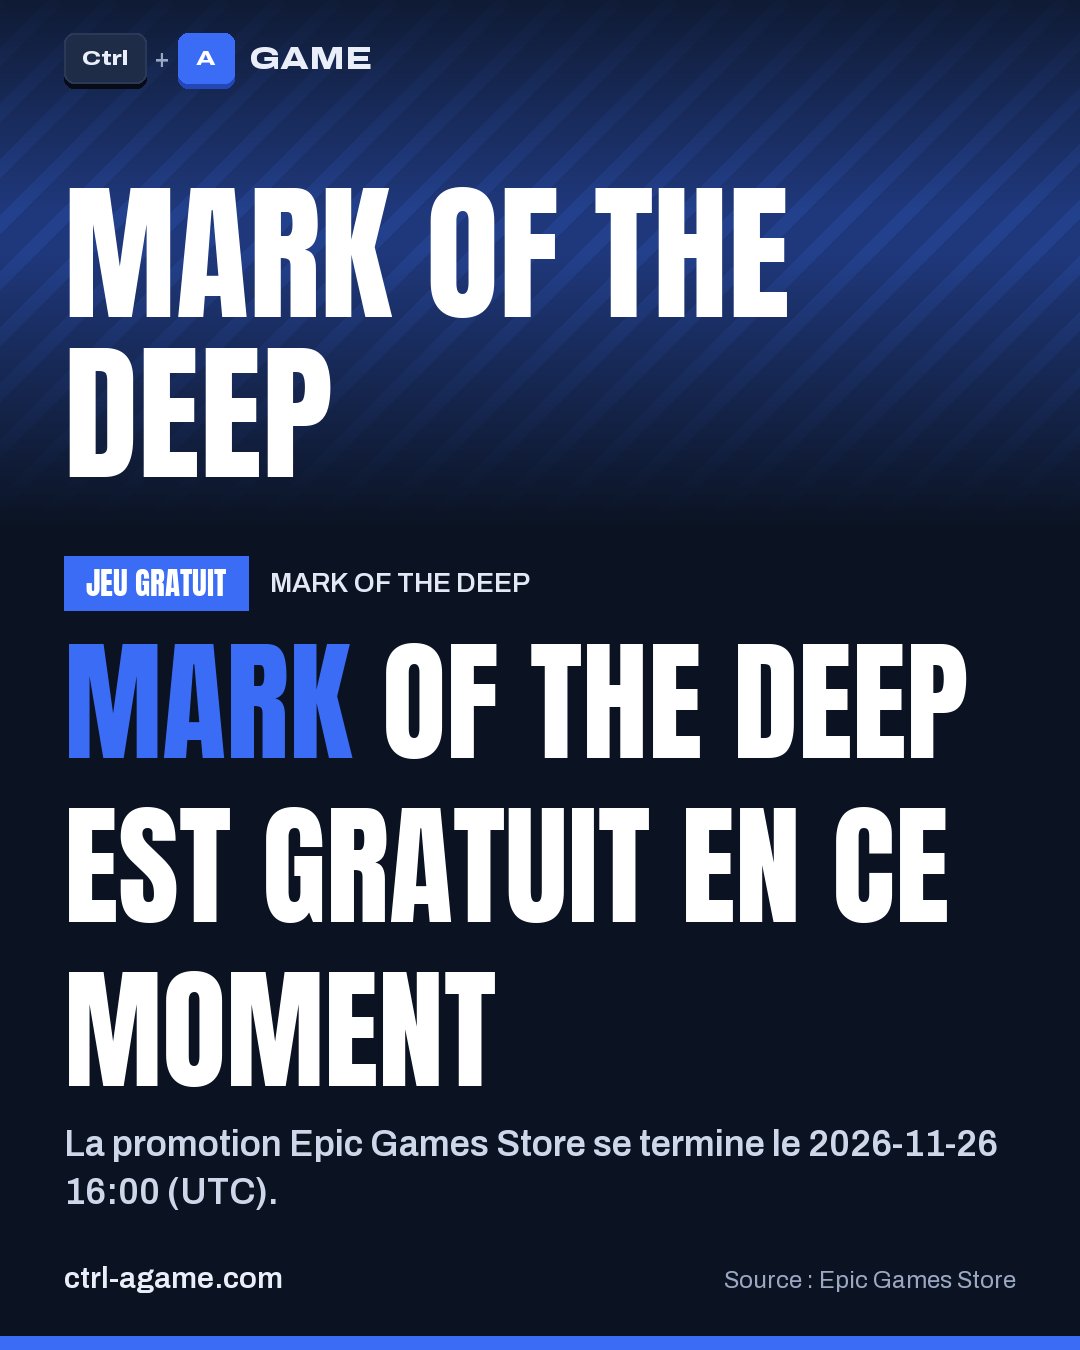 Ctrl + A GAME
MARK OF THE
DEEP
JEU GRATUIT MARK OF THE DEEP
MARK OF THE DEEP
EST GRATUIT EN CE
MOMENT
La promotion Epic Games Store se termine le 2026-11-26
16:00 (UTC).
ctrl-agame.com Source : Epic Games Store